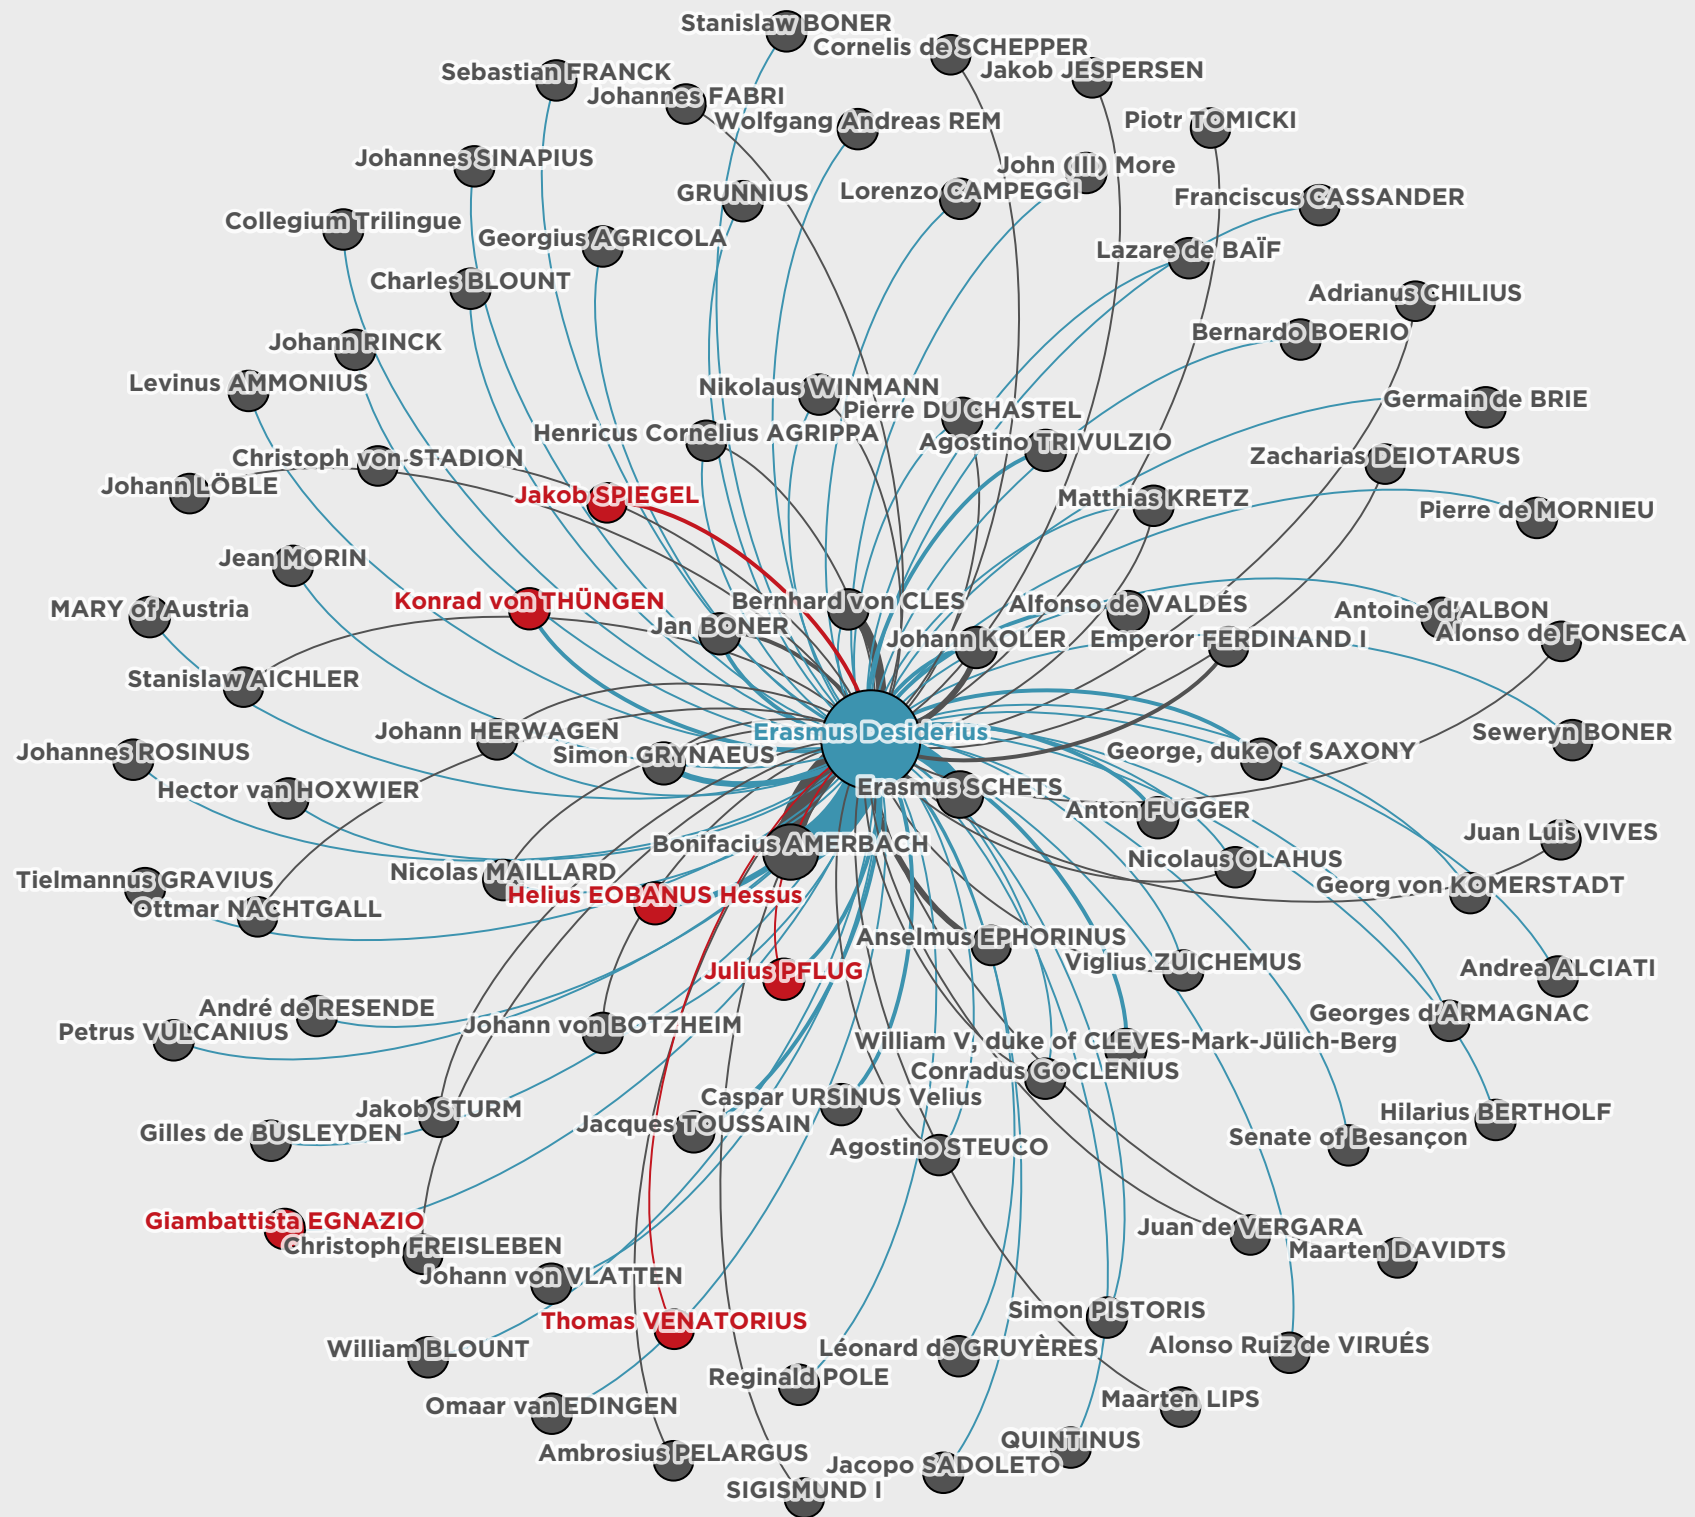 Stanislaw BONER
Cornelis de SCHEPPER
Sebastian FRANCK
Jakob JESPERSEN
Johannes FABRI
Wolfgang Andreas REM
Piotr TOMICKI
Johannes SINAPIUS
John (III) More
GRUNNIUS
Lorenzo CAMPEGGI
Franciscus CASSANDER
Collegium Trilingue
Georgius AGRICOLA
Lazare de BAÏF
Charles BLOUNT
Adrianus CHILIUS
Bernardo BOERIO
Johann RINCK
Levinus AMMONIUS
Nikolaus WINMANN
Germain de BRIE
Pierre DU CHASTEL
Henricus Cornelius AGRIPPA
Agostino TRIVULZIO
Christoph von STADION
Zacharias DEIOTARUS
Johann LÖBLE
Jakob SPIEGEL
Matthias KRETZ
Pierre de MORNIEU
Jean MORIN
Konrad von THÜNGEN
Bernhard von CLES
Alfonso de VALDÉS
MARY of Austria
Antoine d'ALBON
Jan BONER
Johann KOLER
Emperor FERDINAND I
Alonso de FONSECA
Stanislaw AICHLER
Johann HERWAGEN
Erasmus Desiderius
Seweryn BONER
Johannes ROSINUS
Simon GRYNAEUS
George, duke of SAXONY
Hector van HOXWIER
Erasmus SCHETS
Anton FUGGER
Juan Luis VIVES
Bonifacius AMERBACH
Nicolaus OLAHUS
Nicolas MAILLARD
Tielmannus GRAVIUS
Georg von KOMERSTADT
Helius EOBANUS Hessus
Ottmar NACHTGALL
Anselmus EPHORINUS
Viglius ZUICHEMUS
Julius PFLUG
Andrea ALCIATI
André de RESENDE
Georges d'ARMAGNAC
Petrus VULCANIUS
Johann von BOTZHEIM
William V, duke of CLEVES-Mark-Jülich-Berg
Conradus GOCLENIUS
Caspar URSINUS Velius
Jakob STURM
Hilarius BERTHOLF
Jacques TOUSSAIN
Gilles de BUSLEYDEN
Senate of Besançon
Agostino STEUCO
Giambattista EGNAZIO
Juan de VERGARA
Christoph FREISLEBEN
Maarten DAVIDTS
Johann von VLATTEN
Simon PISTORIS
Thomas VENATORIUS
William BLOUNT
Léonard de GRUYÈRES
Alonso Ruiz de VIRUÉS
Reginald POLE
Maarten LIPS
Omaar van EDINGEN
QUINTINUS
Ambrosius PELARGUS
Jacopo SADOLETO
SIGISMUND I